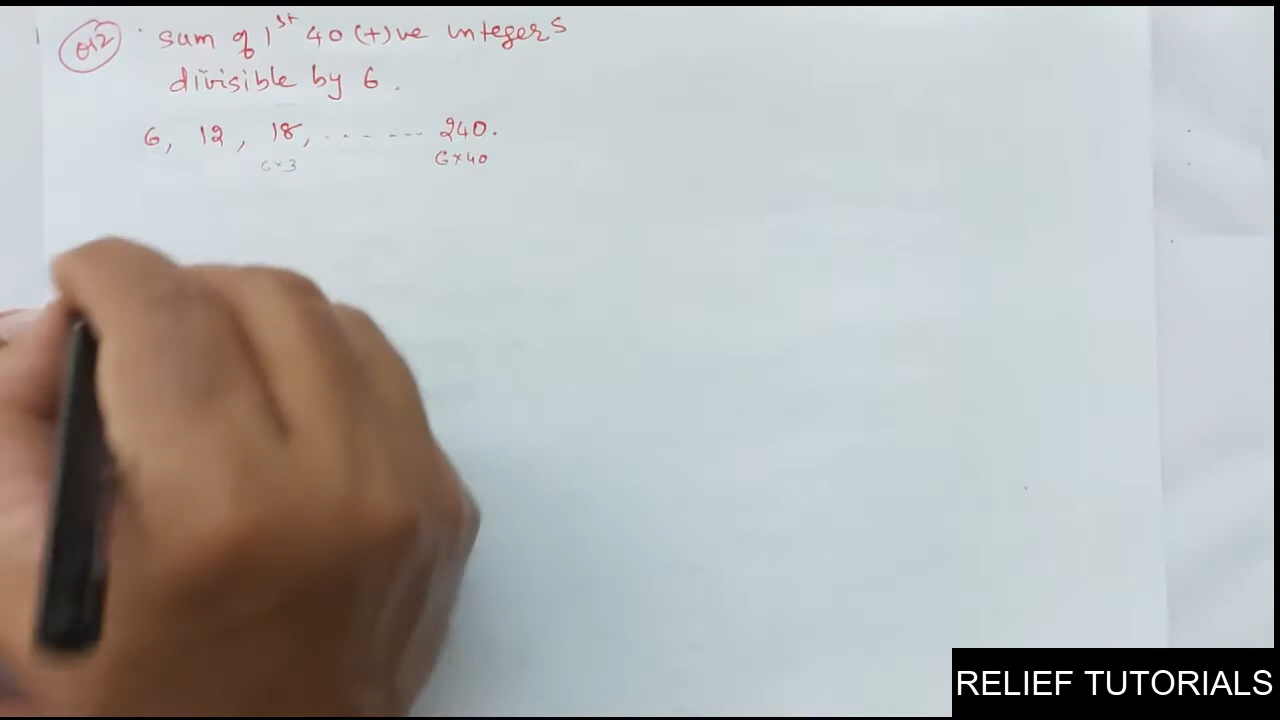 Q12 sum of 1st 40 (+)ve integers
divisible by 6.
6, 12, 18, ....... 240.
6×3 6×40
RELIEF TUTORIALS